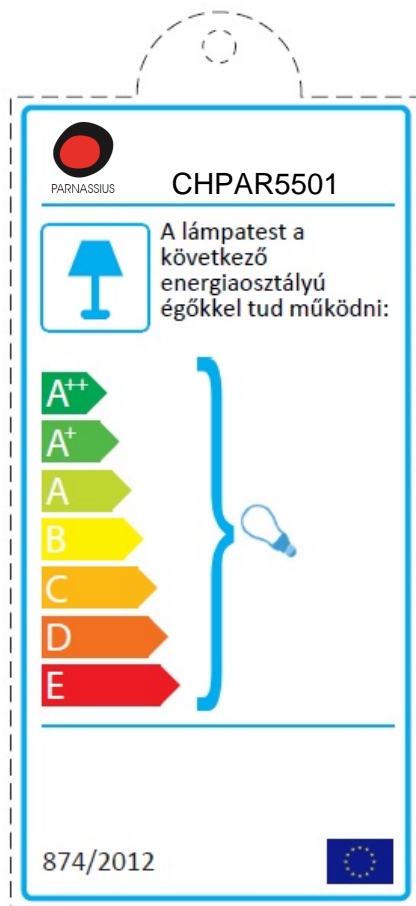 PARNASSIUS
CHPAR5501
A lámpatest a
következő
energiaosztályú
égőkkel tud működni:
A++
A+
A
B
C
D
E
874/2012